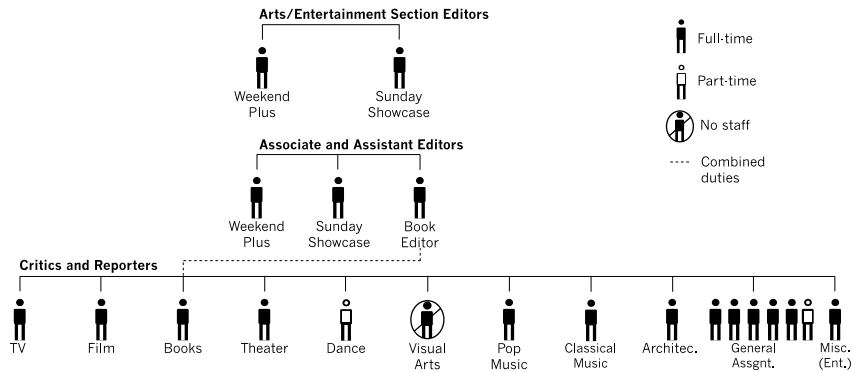 Arts/Entertainment Section Editors
Weekend
Plus
Sunday
Showcase
Full-time
Part-time
No staff
Combined
duties
Associate and Assistant Editors
Weekend
Plus
Sunday
Showcase
Book
Editor
Critics and Reporters
TV
Film
Books
Theater
Dance
Visual
Arts
Pop
Music
Classical
Music
Architec.
General
Assgnt.
Misc.
(Ent.)